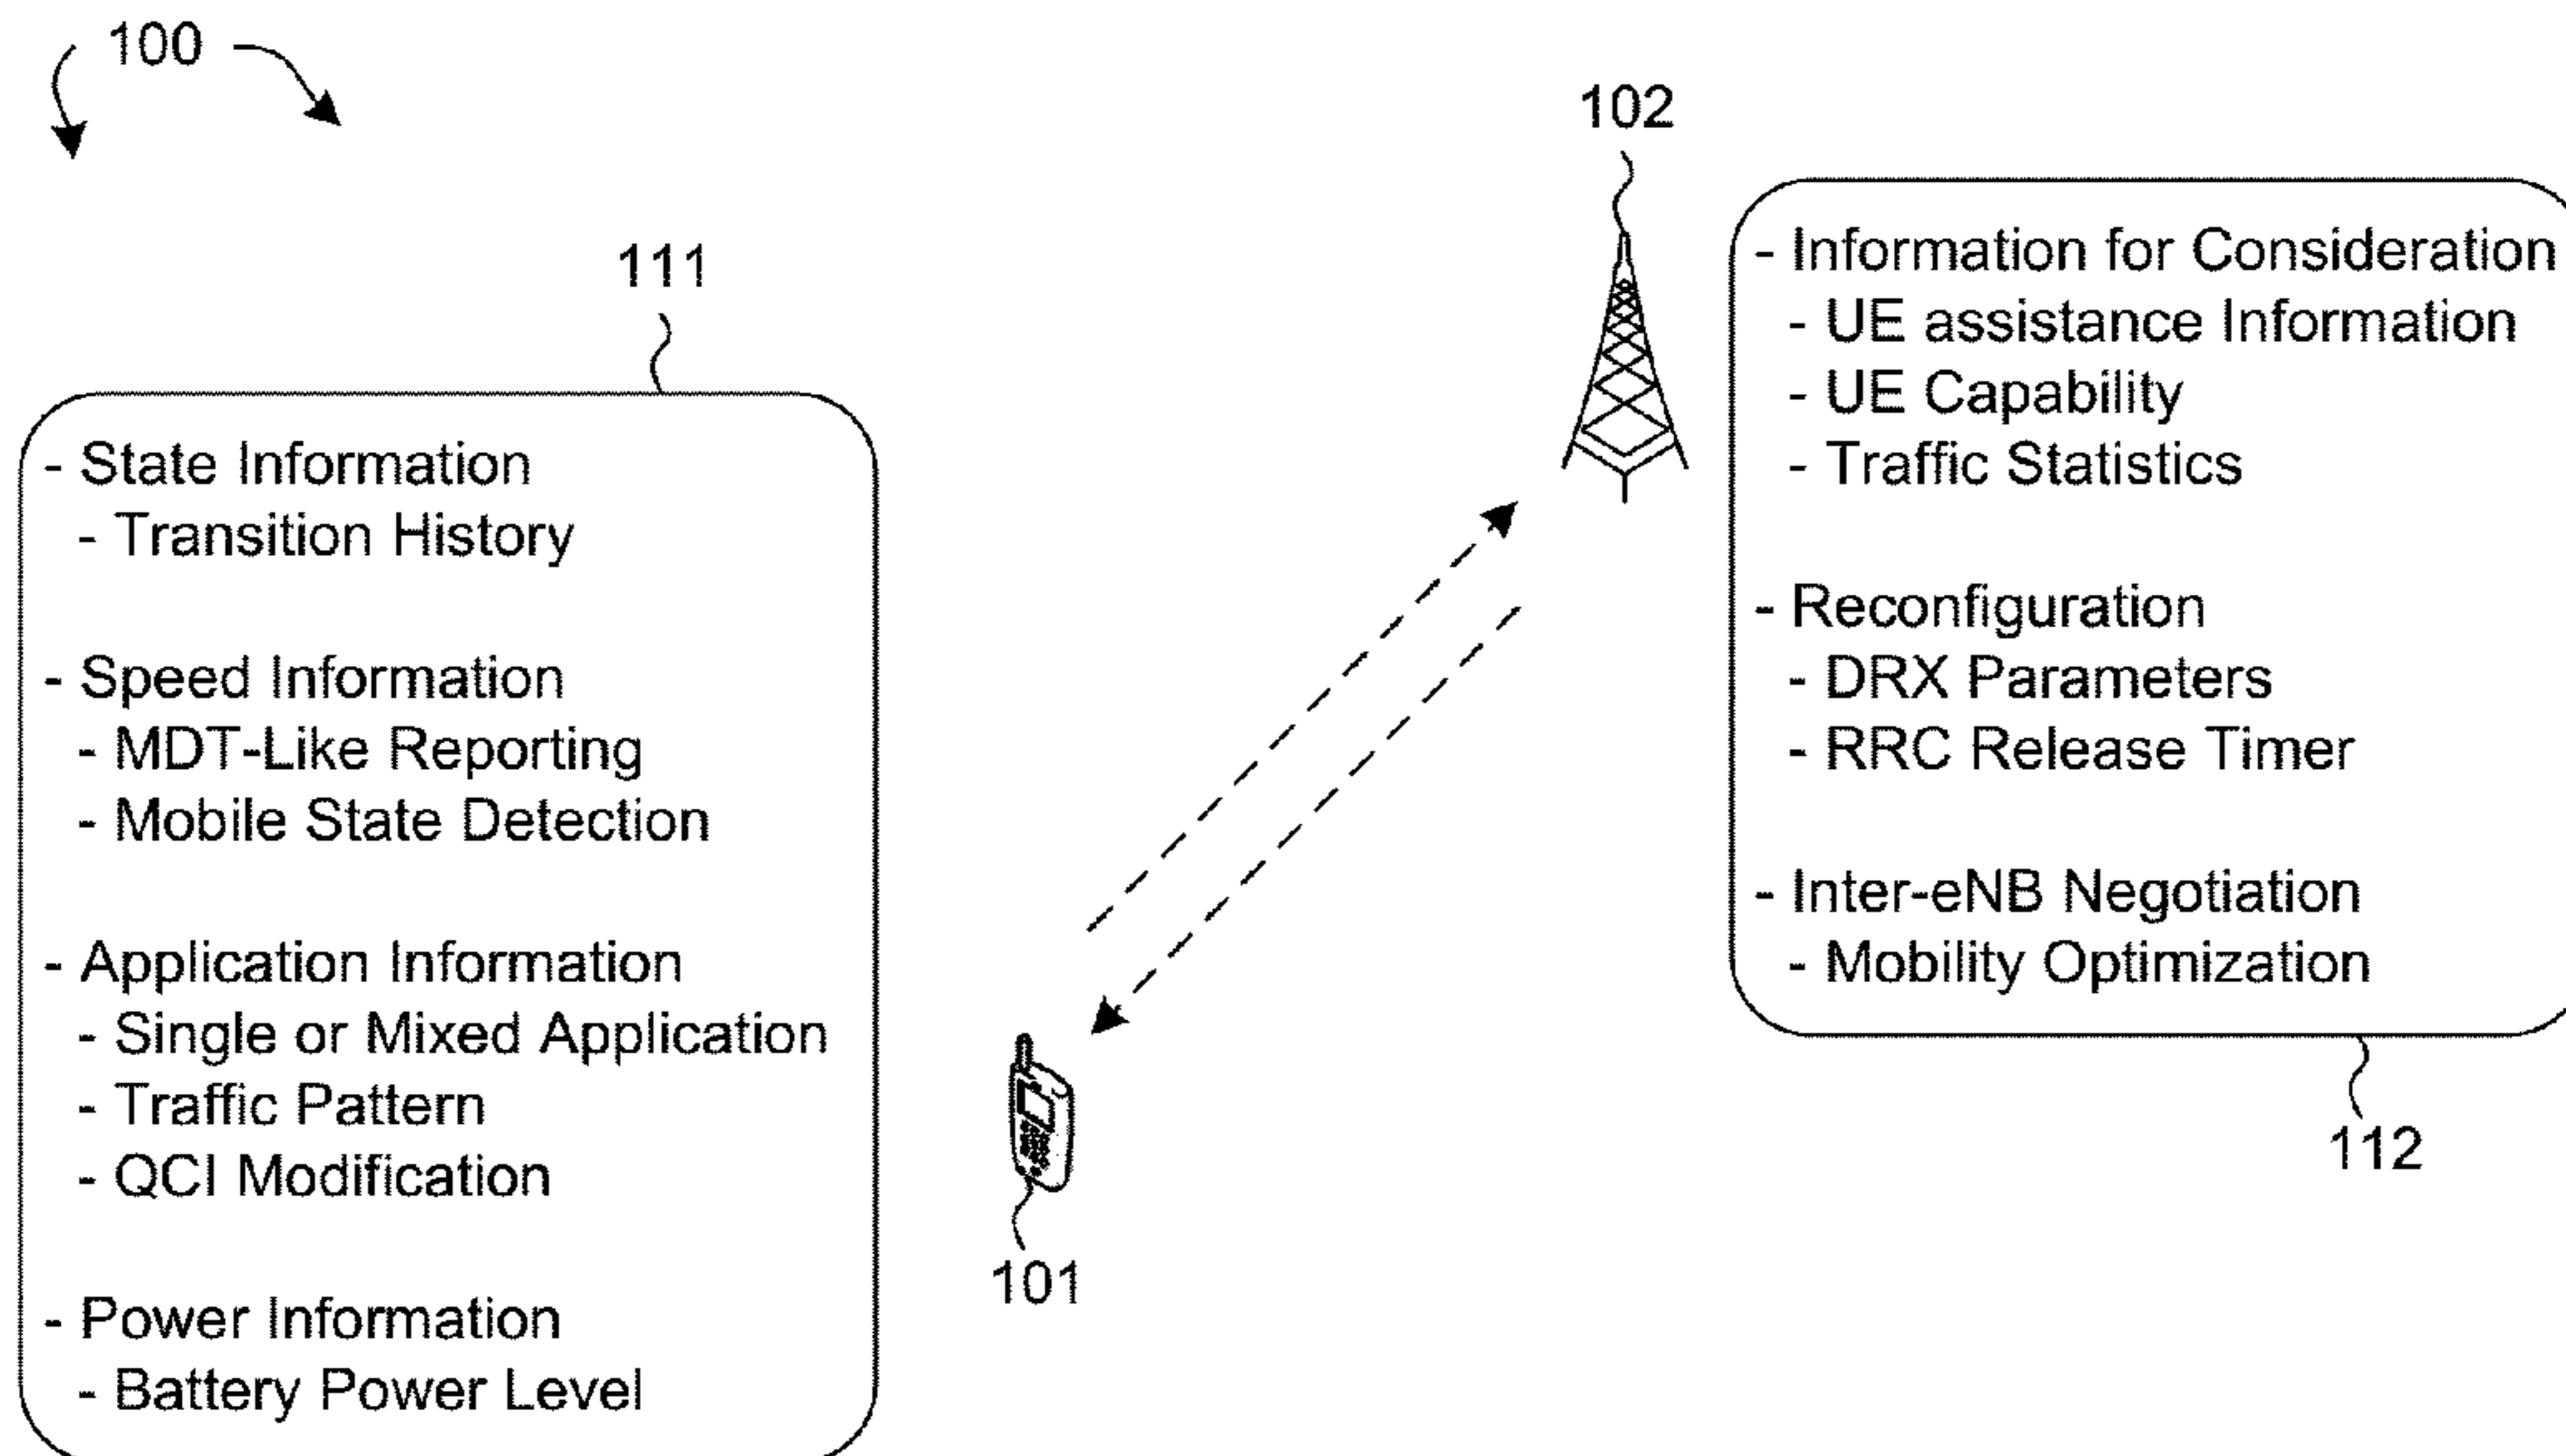 100
102
111
- State Information
- Transition History
- Speed Information
- MDT-Like Reporting
- Mobile State Detection
- Application Information
- Single or Mixed Application
- Traffic Pattern
- QCI Modification
- Power Information
- Battery Power Level
101
- Information for Consideration
- UE assistance Information
- UE Capability
- Traffic Statistics
- Reconfiguration
- DRX Parameters
- RRC Release Timer
- Inter-eNB Negotiation
- Mobility Optimization
112